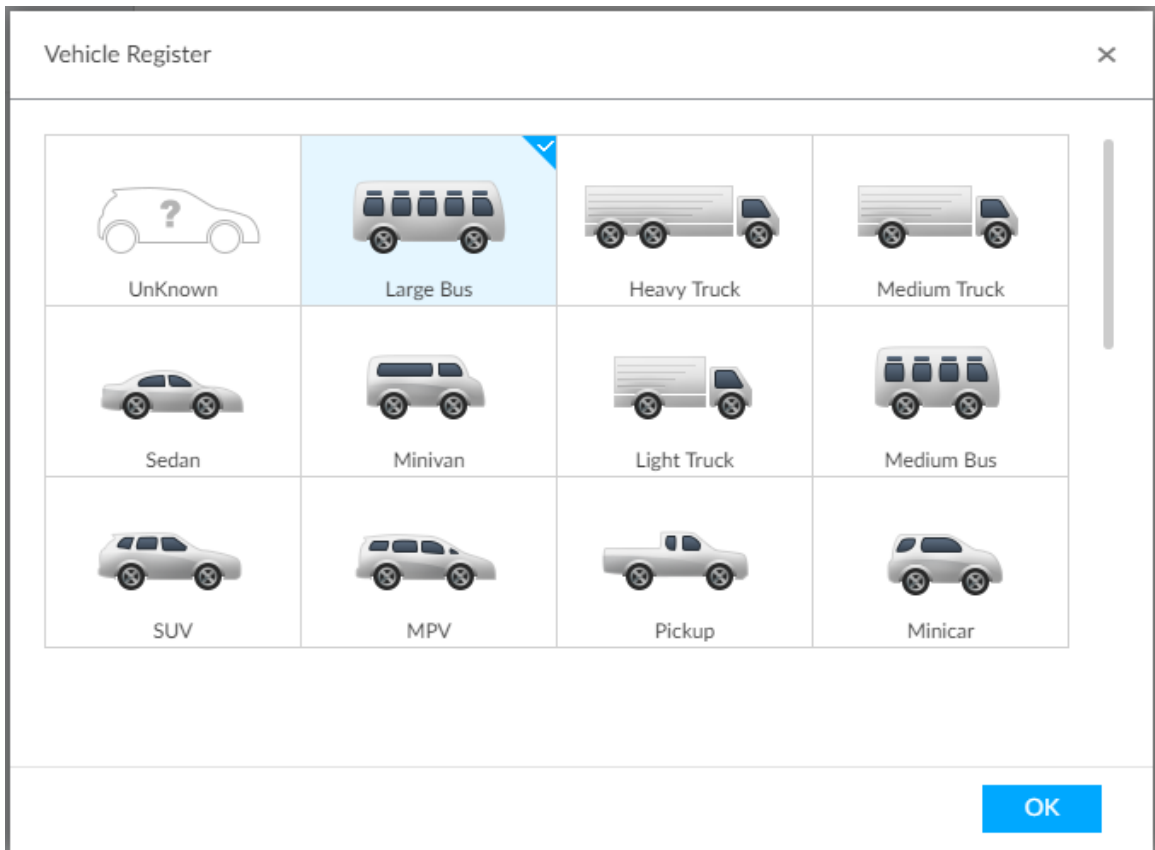 Vehicle Register
?
UnKnown
Large Bus
Heavy Truck
Medium Truck
Sedan
Minivan
Light Truck
Medium Bus
SUV
MPV
Pickup
Minicar
OK